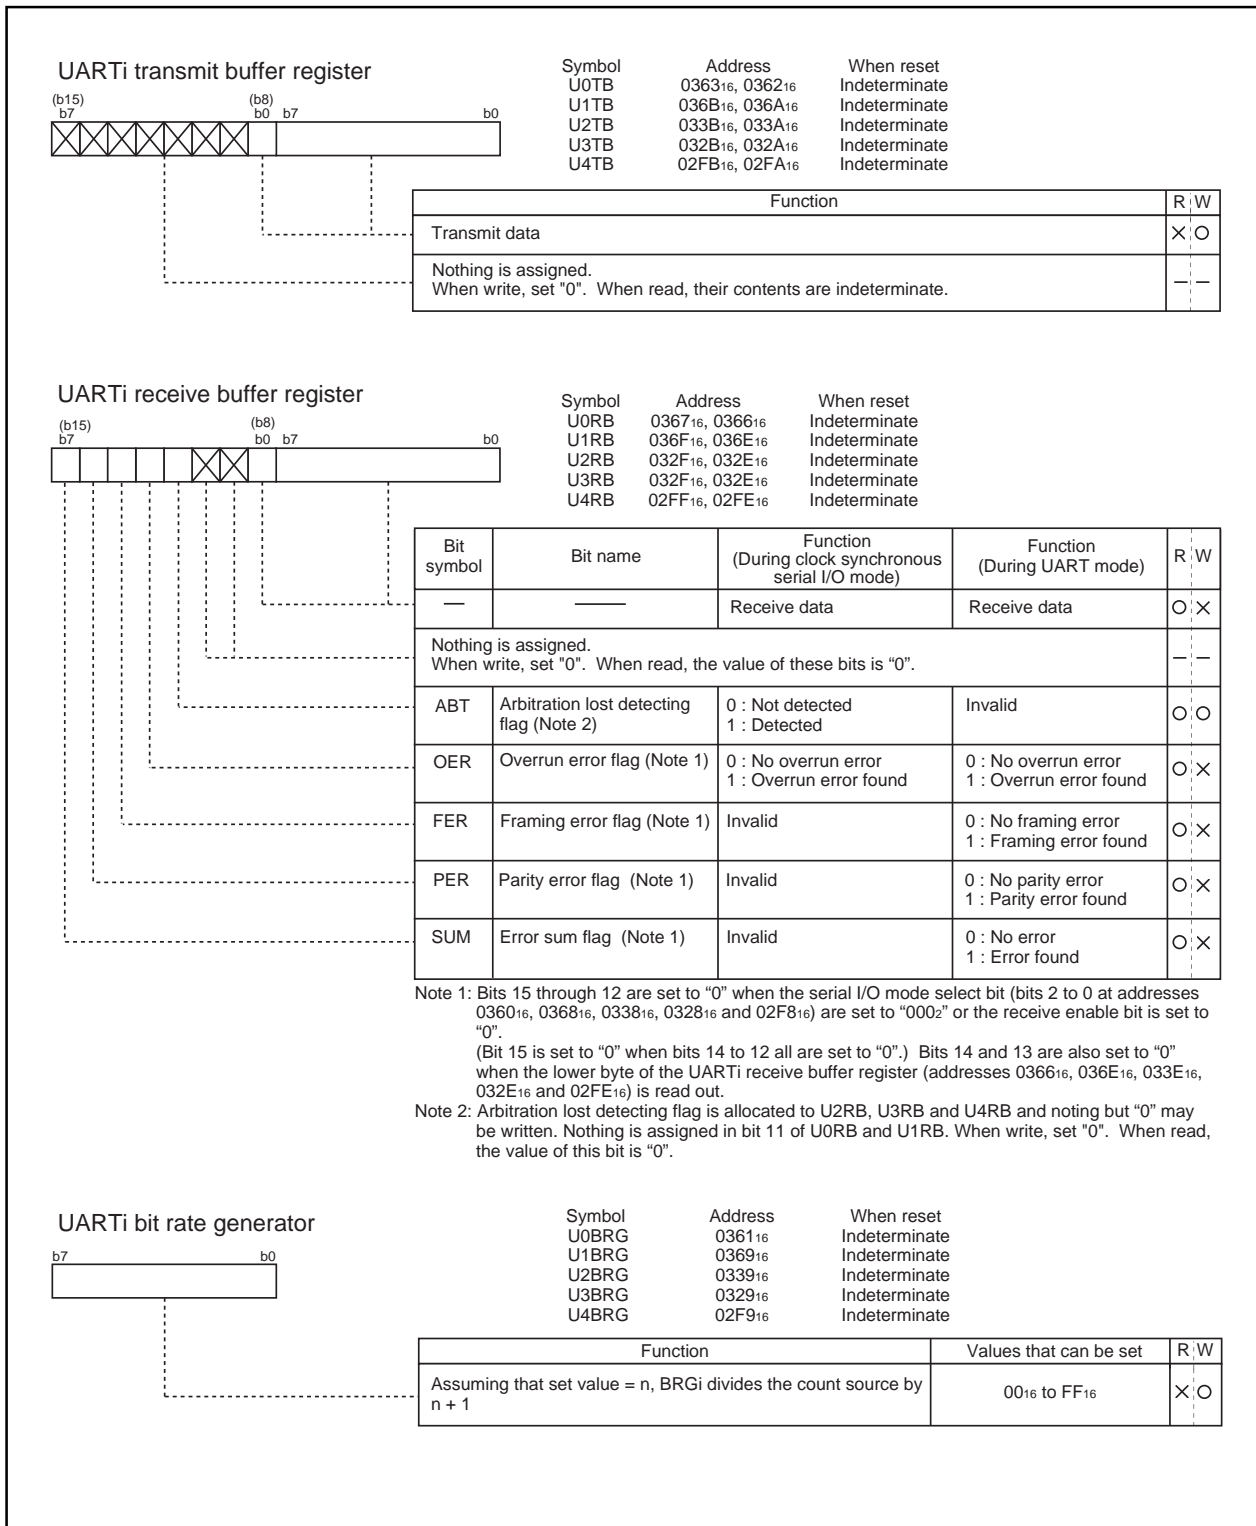 UARTi transmit buffer register
Symbol Address When reset
U0TB 0363₁₆, 0362₁₆ Indeterminate
U1TB 036B₁₆, 036A₁₆ Indeterminate
U2TB 033B₁₆, 033A₁₆ Indeterminate
U3TB 032B₁₆, 032A₁₆ Indeterminate
U4TB 02FB₁₆, 02FA₁₆ Indeterminate
(b15) (b8)
b7 b0 b7 b0
Function R W
Transmit data X O
Nothing is assigned.
When write, set "0". When read, their contents are indeterminate. – –
UARTi receive buffer register
Symbol Address When reset
U0RB 0367₁₆, 0366₁₆ Indeterminate
U1RB 036F₁₆, 036E₁₆ Indeterminate
U2RB 032F₁₆, 032E₁₆ Indeterminate
U3RB 032F₁₆, 032E₁₆ Indeterminate
U4RB 02FF₁₆, 02FE₁₆ Indeterminate
(b15) (b8)
b7 b0 b7 b0
Bit symbol Bit name Function (During clock synchronous serial I/O mode) Function (During UART mode) R W
— —— Receive data Receive data O X
Nothing is assigned.
When write, set "0". When read, the value of these bits is “0”. – –
ABT Arbitration lost detecting flag (Note 2) 0 : Not detected 1 : Detected Invalid O O
OER Overrun error flag (Note 1) 0 : No overrun error 1 : Overrun error found 0 : No overrun error 1 : Overrun error found O X
FER Framing error flag (Note 1) Invalid 0 : No framing error 1 : Framing error found O X
PER Parity error flag (Note 1) Invalid 0 : No parity error 1 : Parity error found O X
SUM Error sum flag (Note 1) Invalid 0 : No error 1 : Error found O X
Note 1: Bits 15 through 12 are set to “0” when the serial I/O mode select bit (bits 2 to 0 at addresses
0360₁₆, 0368₁₆, 0338₁₆, 0328₁₆ and 02F8₁₆) are set to “000₂” or the receive enable bit is set to
“0”.
(Bit 15 is set to “0” when bits 14 to 12 all are set to “0”.) Bits 14 and 13 are also set to “0”
when the lower byte of the UARTi receive buffer register (addresses 0366₁₆, 036E₁₆, 033E₁₆,
032E₁₆ and 02FE₁₆) is read out.
Note 2: Arbitration lost detecting flag is allocated to U2RB, U3RB and U4RB and noting but “0” may
be written. Nothing is assigned in bit 11 of U0RB and U1RB. When write, set "0". When read,
the value of this bit is “0”.
UARTi bit rate generator
Symbol Address When reset
U0BRG 0361₁₆ Indeterminate
U1BRG 0369₁₆ Indeterminate
U2BRG 0339₁₆ Indeterminate
U3BRG 0329₁₆ Indeterminate
U4BRG 02F9₁₆ Indeterminate
b7 b0
Function Values that can be set R W
Assuming that set value = n, BRGi divides the count source by
n + 1 00₁₆ to FF₁₆ X O